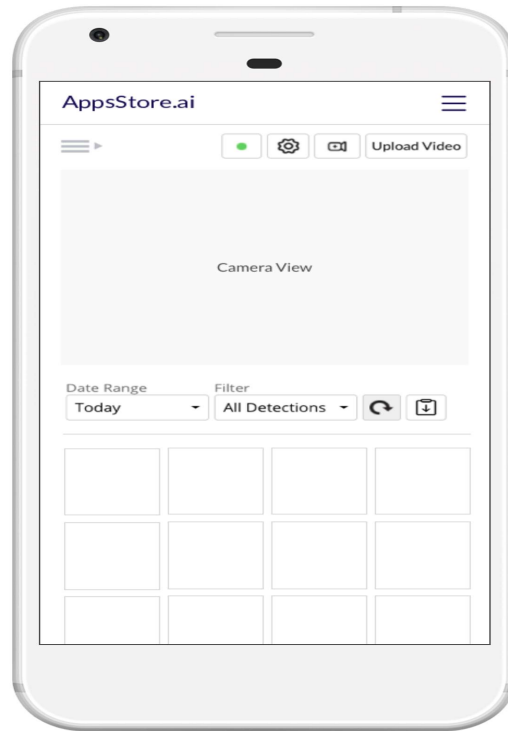 AppsStore.ai
Upload Video
Camera View
Date Range Filter
Today All Detections